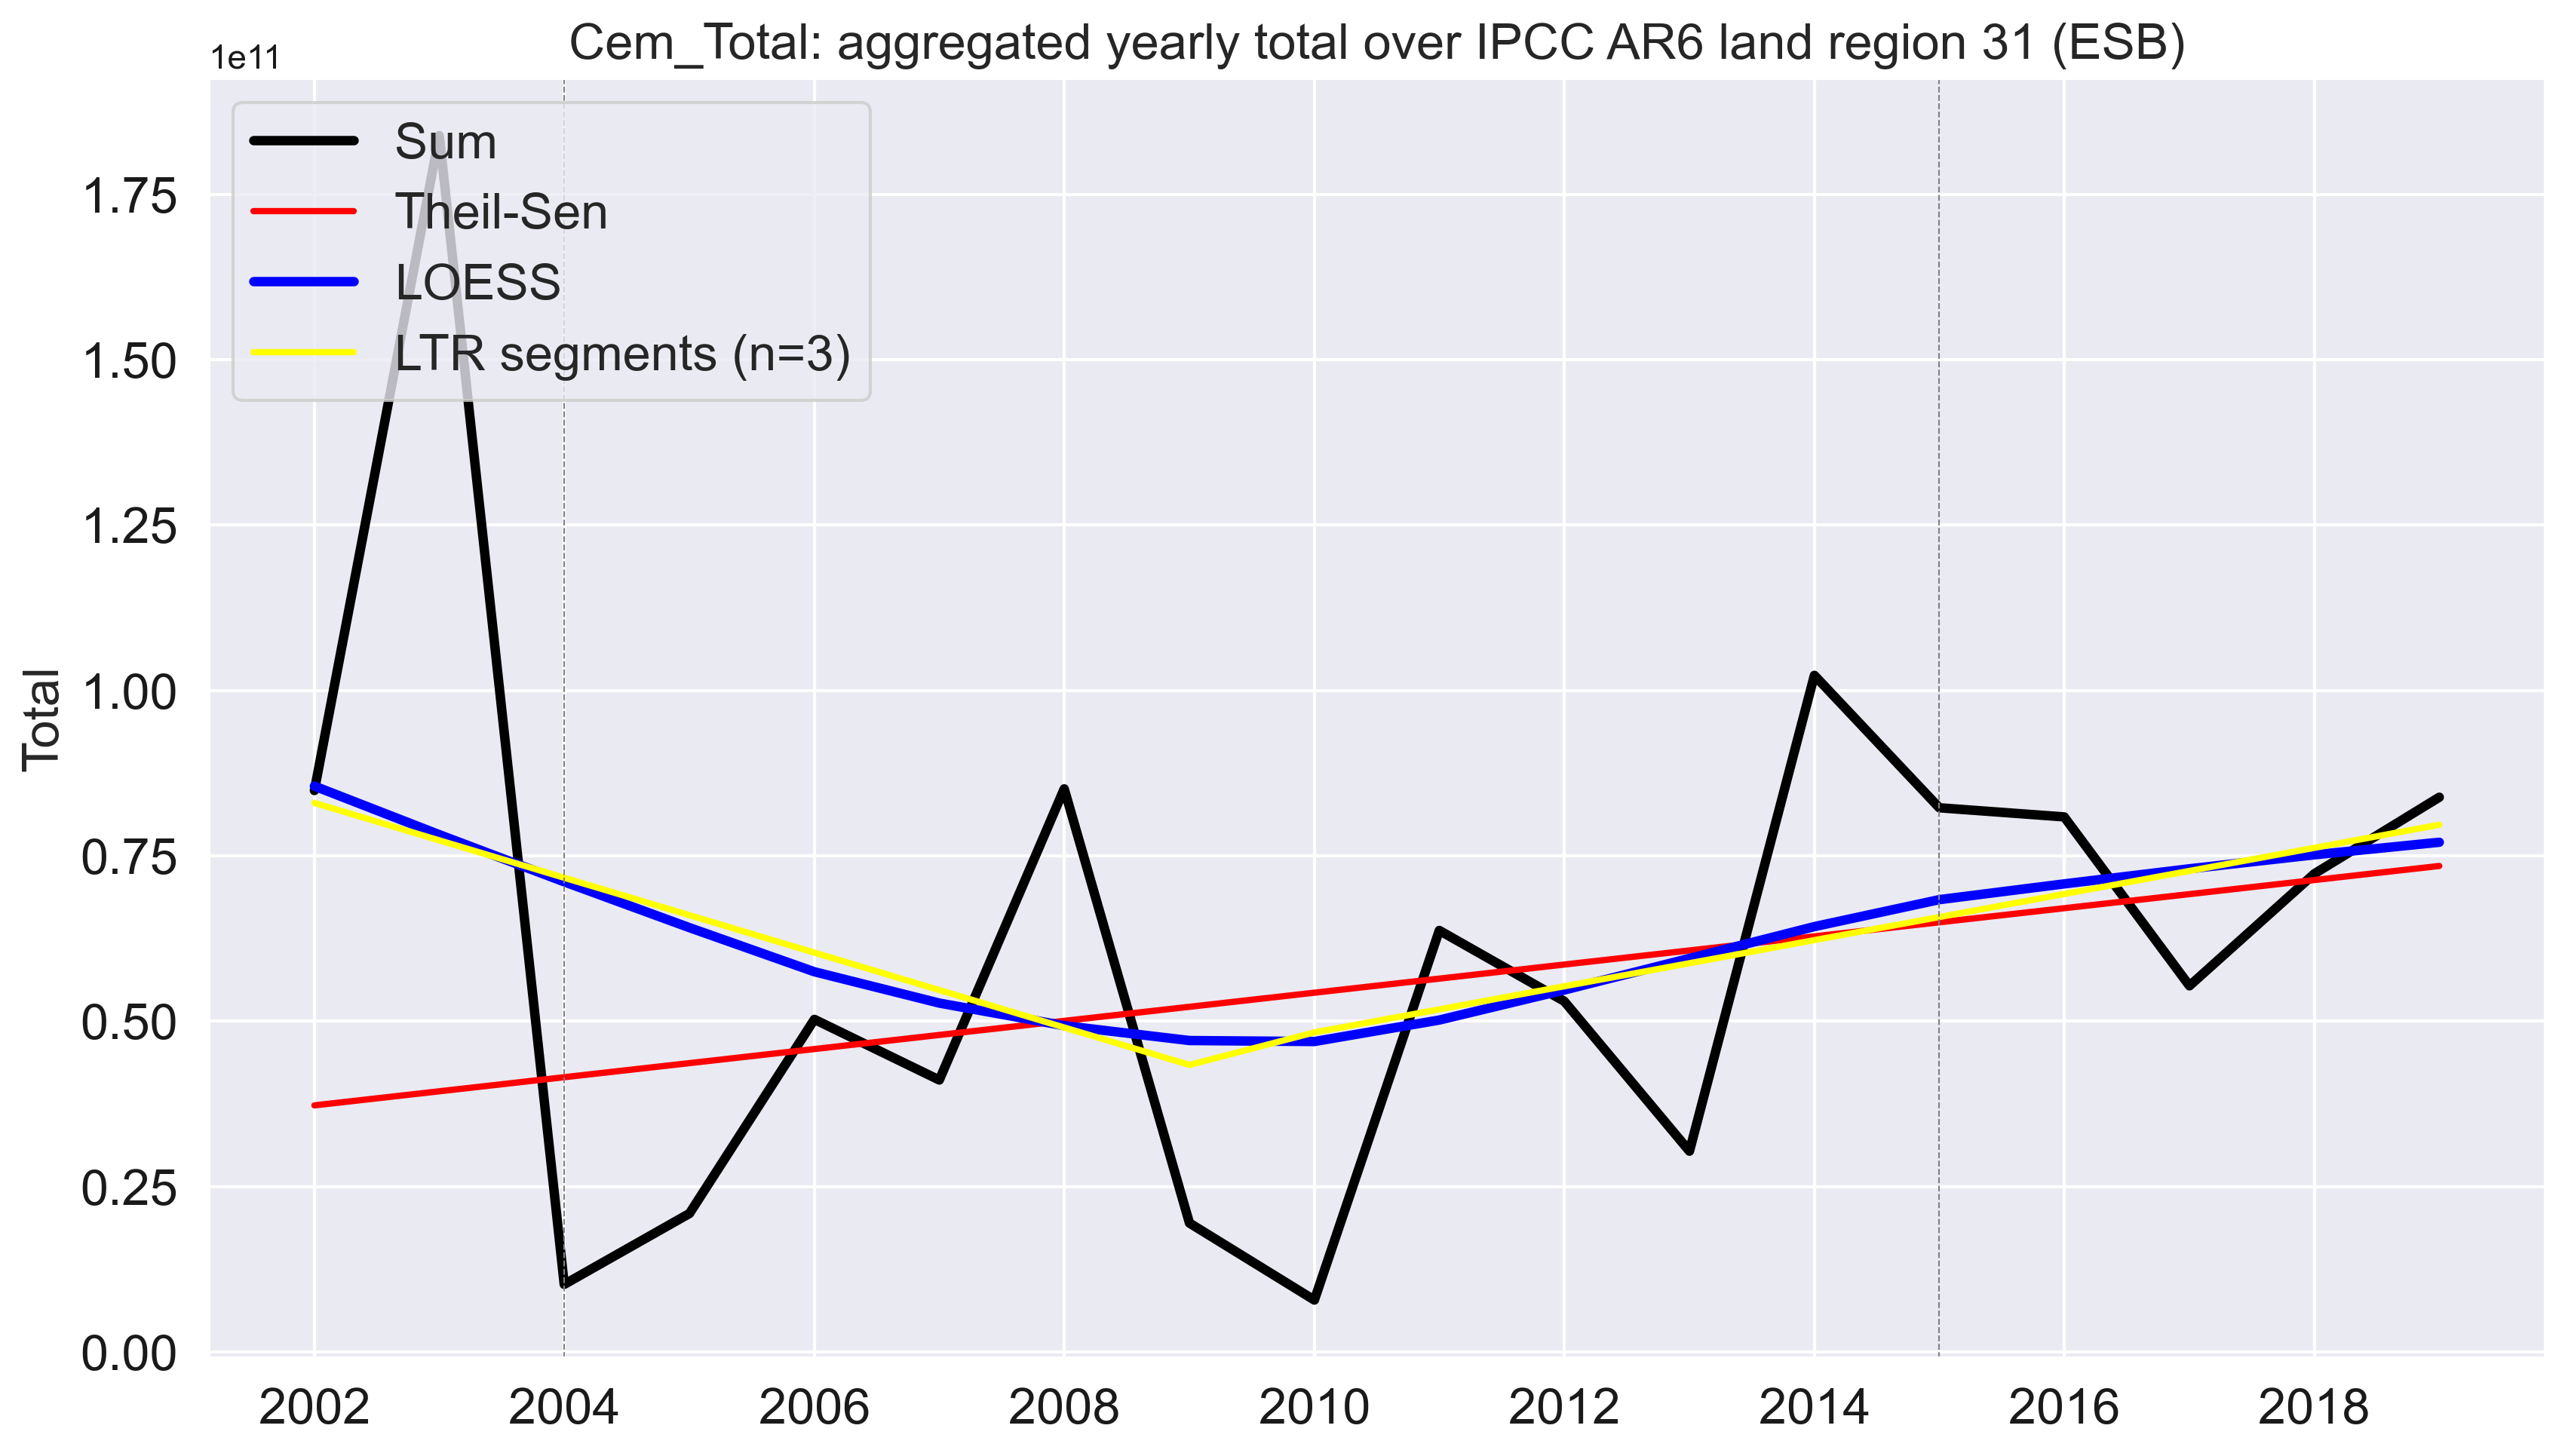 Cem_Total: aggregated yearly total over IPCC AR6 land region 31 (ESB)
1e11
Sum
Theil-Sen
LOESS
LTR segments (n=3)
1.75
1.50
1.25
1.00
0.75
0.50
0.25
0.00
Total
2002 2004 2006 2008 2010 2012 2014 2016 2018